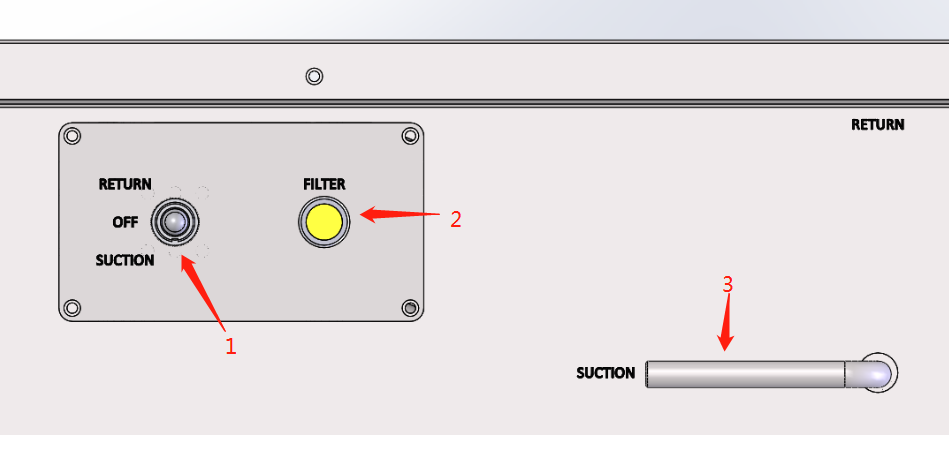 RETURN
RETURN
FILTER
OFF
2
SUCTION
3
1
SUCTION